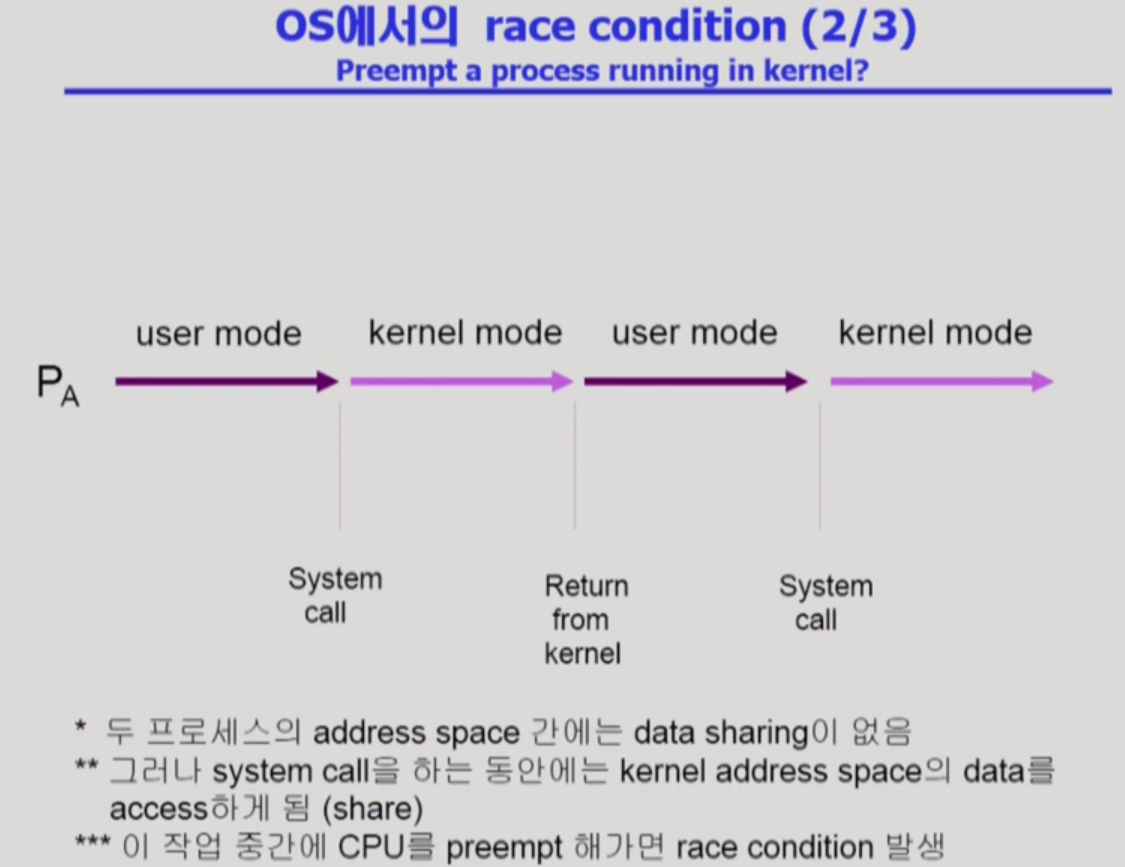 OS에서의 race condition (2/3)
Preempt a process running in kernel?
user mode kernel mode user mode kernel mode
PA
System call
Return from kernel
System call
* 두 프로세스의 address space 간에는 data sharing이 없음
** 그러나 system call을 하는 동안에는 kernel address space의 data를
access하게 됨 (share)
*** 이 작업 중간에 CPU를 preempt 해가면 race condition 발생